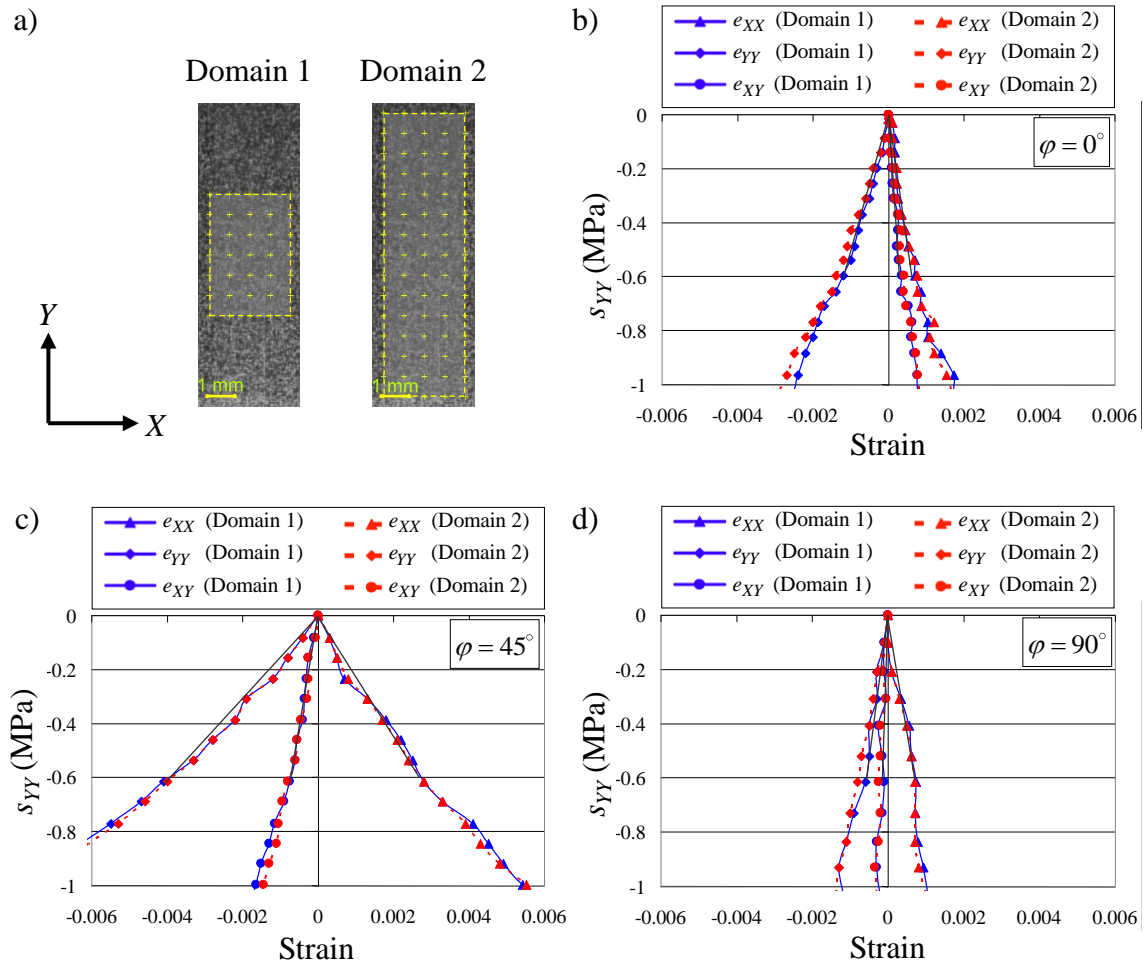 a)
Domain 1
Domain 2
1 mm
1 mm
Y
X
b)
e_XX (Domain 1)
e_XX (Domain 2)
e_YY (Domain 1)
e_YY (Domain 2)
e_XY (Domain 1)
e_XY (Domain 2)
φ = 0°
0
-0.2
-0.4
-0.6
-0.8
-1
s_YY (MPa)
-0.006 -0.004 -0.002 0 0.002 0.004 0.006
Strain
c)
e_XX (Domain 1)
e_XX (Domain 2)
e_YY (Domain 1)
e_YY (Domain 2)
e_XY (Domain 1)
e_XY (Domain 2)
φ = 45°
0
-0.2
-0.4
-0.6
-0.8
-1
s_YY (MPa)
-0.006 -0.004 -0.002 0 0.002 0.004 0.006
Strain
d)
e_XX (Domain 1)
e_XX (Domain 2)
e_YY (Domain 1)
e_YY (Domain 2)
e_XY (Domain 1)
e_XY (Domain 2)
φ = 90°
0
-0.2
-0.4
-0.6
-0.8
-1
s_YY (MPa)
-0.006 -0.004 -0.002 0 0.002 0.004 0.006
Strain